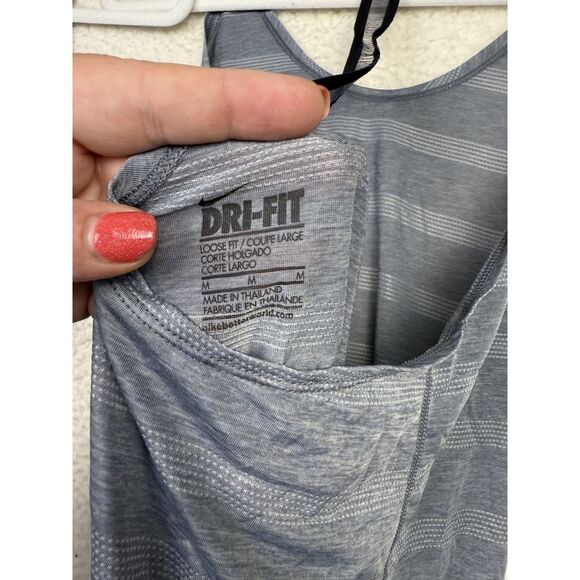 DRI-FIT
LOOSE FIT / COUPE LARGE
CORTE HOLGADO
CORTE LARGO
M M M
MADE IN THAILAND
FABRIQUÉ EN THAÏLANDE
nikebetterworld.com